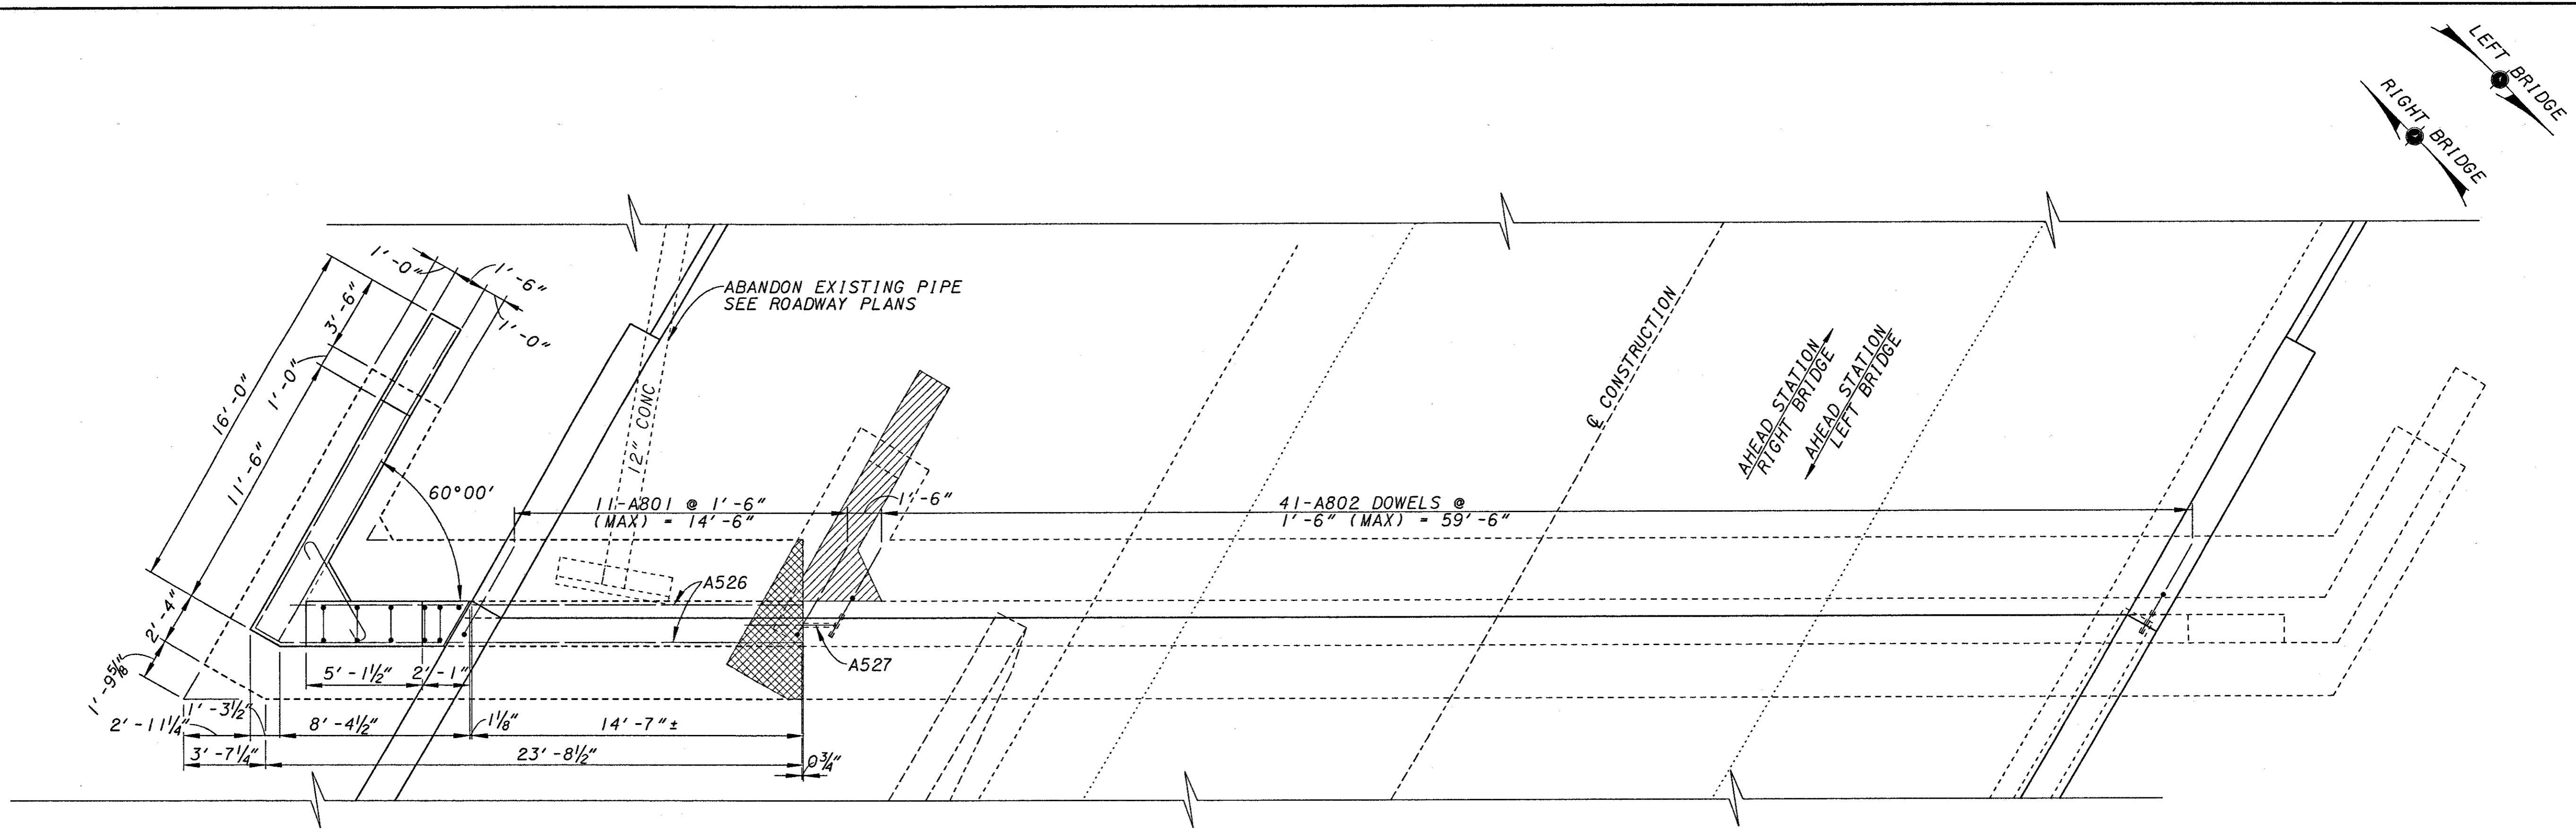 LEFT BRIDGE
RIGHT BRIDGE
1'-0"
1'-6"
3'-6"
1'-0"
16'-0"
1'-0"
11'-6"
ABANDON EXISTING PIPE
SEE ROADWAY PLANS
12" CONC
60°00'
11-A801 @ 1'-6"
(MAX) = 14'-6"
1'-6"
41-A802 DOWELS @
1'-6" (MAX) = 59'-6"
℄ CONSTRUCTION
AHEAD STATION
RIGHT BRIDGE
AHEAD STATION
LEFT BRIDGE
A526
A527
2'-4"
1'-9⅝"
5'-1½"
2'-1"
1'-3½"
2'-11¼"
8'-4½"
1⅛"
14'-7"±
3'-7¼"
23'-8½"
0¾"